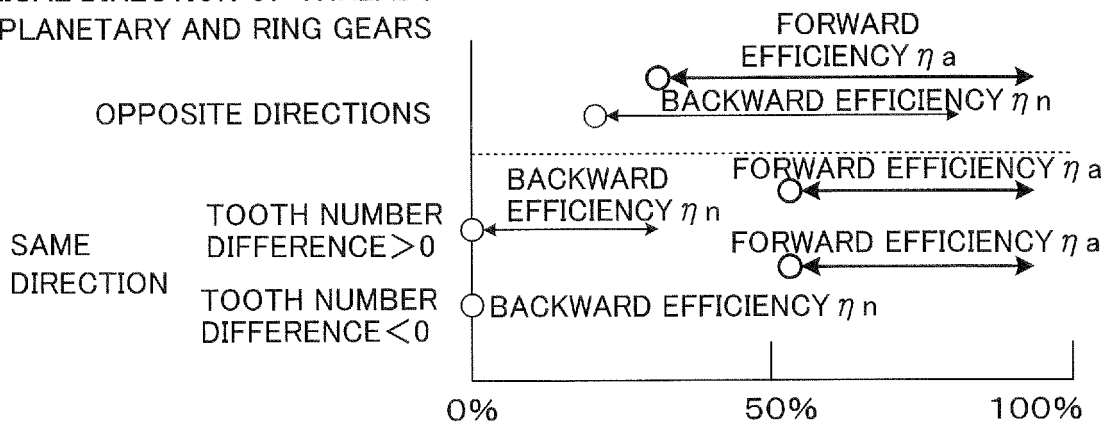 PLANETARY AND RING GEARS
FORWARD
EFFICIENCY η a
OPPOSITE DIRECTIONS
BACKWARD EFFICIENCY η n
FORWARD EFFICIENCY η a
BACKWARD
EFFICIENCY η n
TOOTH NUMBER
DIFFERENCE>0
SAME
DIRECTION
FORWARD EFFICIENCY η a
TOOTH NUMBER
DIFFERENCE<0
BACKWARD EFFICIENCY η n
0%
50%
100%